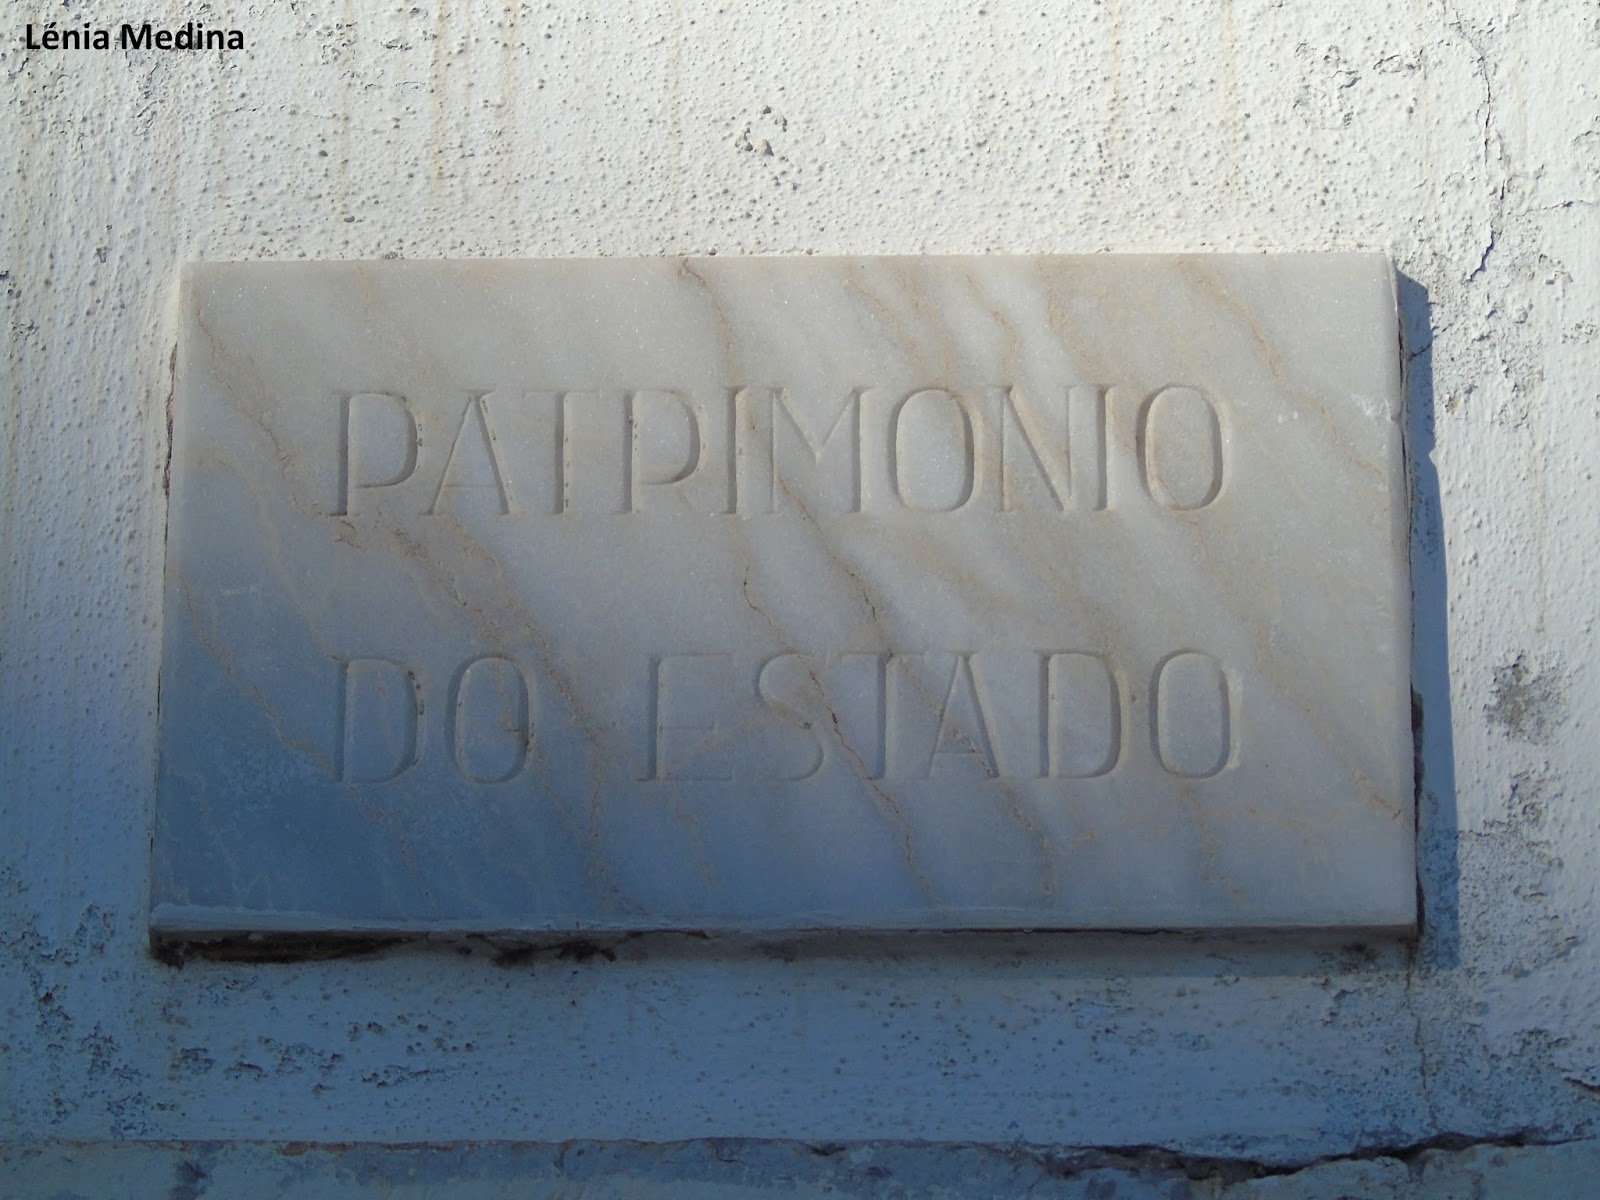 Lénia Medina
PATRIMONIO
DO ESTADO